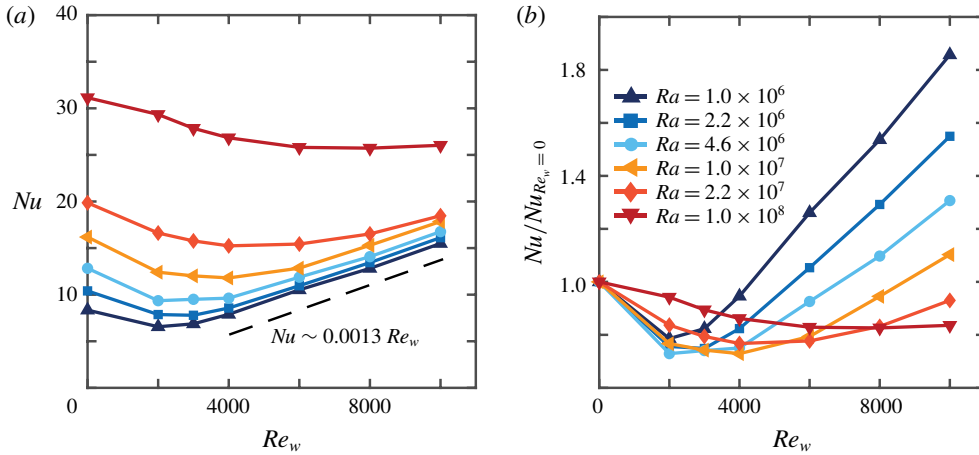 (a)
40
30
Nu
20
10
0
0
4000
8000
Re_w
Nu ~ 0.0013 Re_w
(b)
1.8
1.4
1.0
Nu/Nu_{Re_w = 0}
Ra = 1.0 × 10^6
Ra = 2.2 × 10^6
Ra = 4.6 × 10^6
Ra = 1.0 × 10^7
Ra = 2.2 × 10^7
Ra = 1.0 × 10^8
0
4000
8000
Re_w